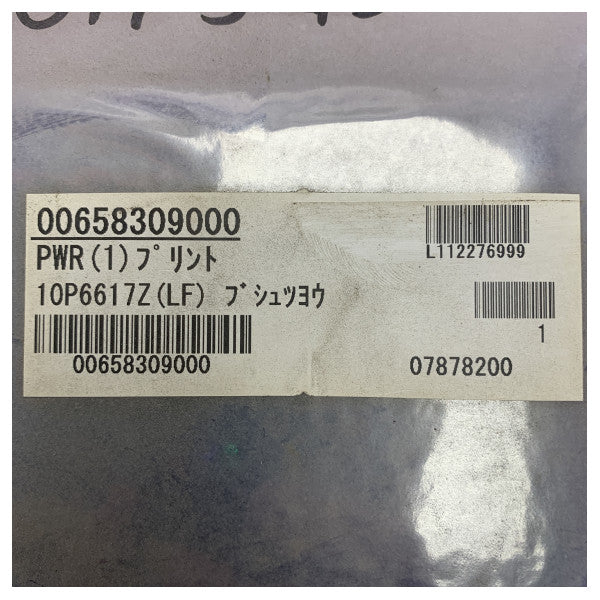 00658309000
PWR(1)ﾌﾟﾘﾝﾄ
10P6617Z(LF) ﾌﾞｼｭﾂﾖｳ
00658309000
L112276999
1
07878200